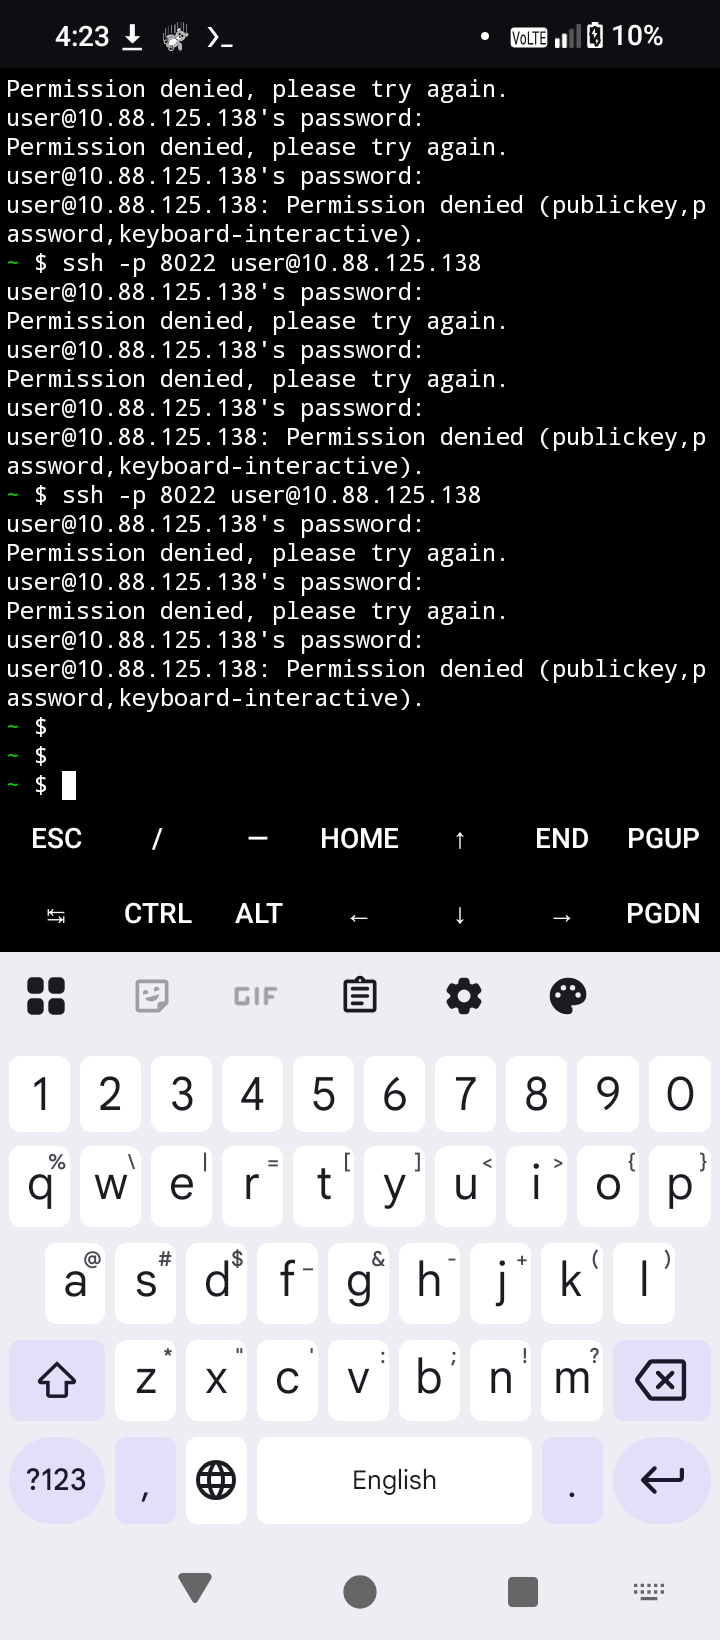 4:23
VoLTE 10%
Permission denied, please try again.
user@10.88.125.138's password:
Permission denied, please try again.
user@10.88.125.138's password:
user@10.88.125.138: Permission denied (publickey,p
assword,keyboard-interactive).
~ $ ssh -p 8022 user@10.88.125.138
user@10.88.125.138's password:
Permission denied, please try again.
user@10.88.125.138's password:
Permission denied, please try again.
user@10.88.125.138's password:
user@10.88.125.138: Permission denied (publickey,p
assword,keyboard-interactive).
~ $ ssh -p 8022 user@10.88.125.138
user@10.88.125.138's password:
Permission denied, please try again.
user@10.88.125.138's password:
Permission denied, please try again.
user@10.88.125.138's password:
user@10.88.125.138: Permission denied (publickey,p
assword,keyboard-interactive).
~ $
~ $
~ $
ESC / — HOME ↑ END PGUP
↹ CTRL ALT ← ↓ → PGDN
GIF
1 2 3 4 5 6 7 8 9 0
q% w\ e| r= t[ y] u< i> o{ p}
a@ s# d$ f_ g& h- j+ k( l)
z* x" c' v: b; n! m?
?123 , English .